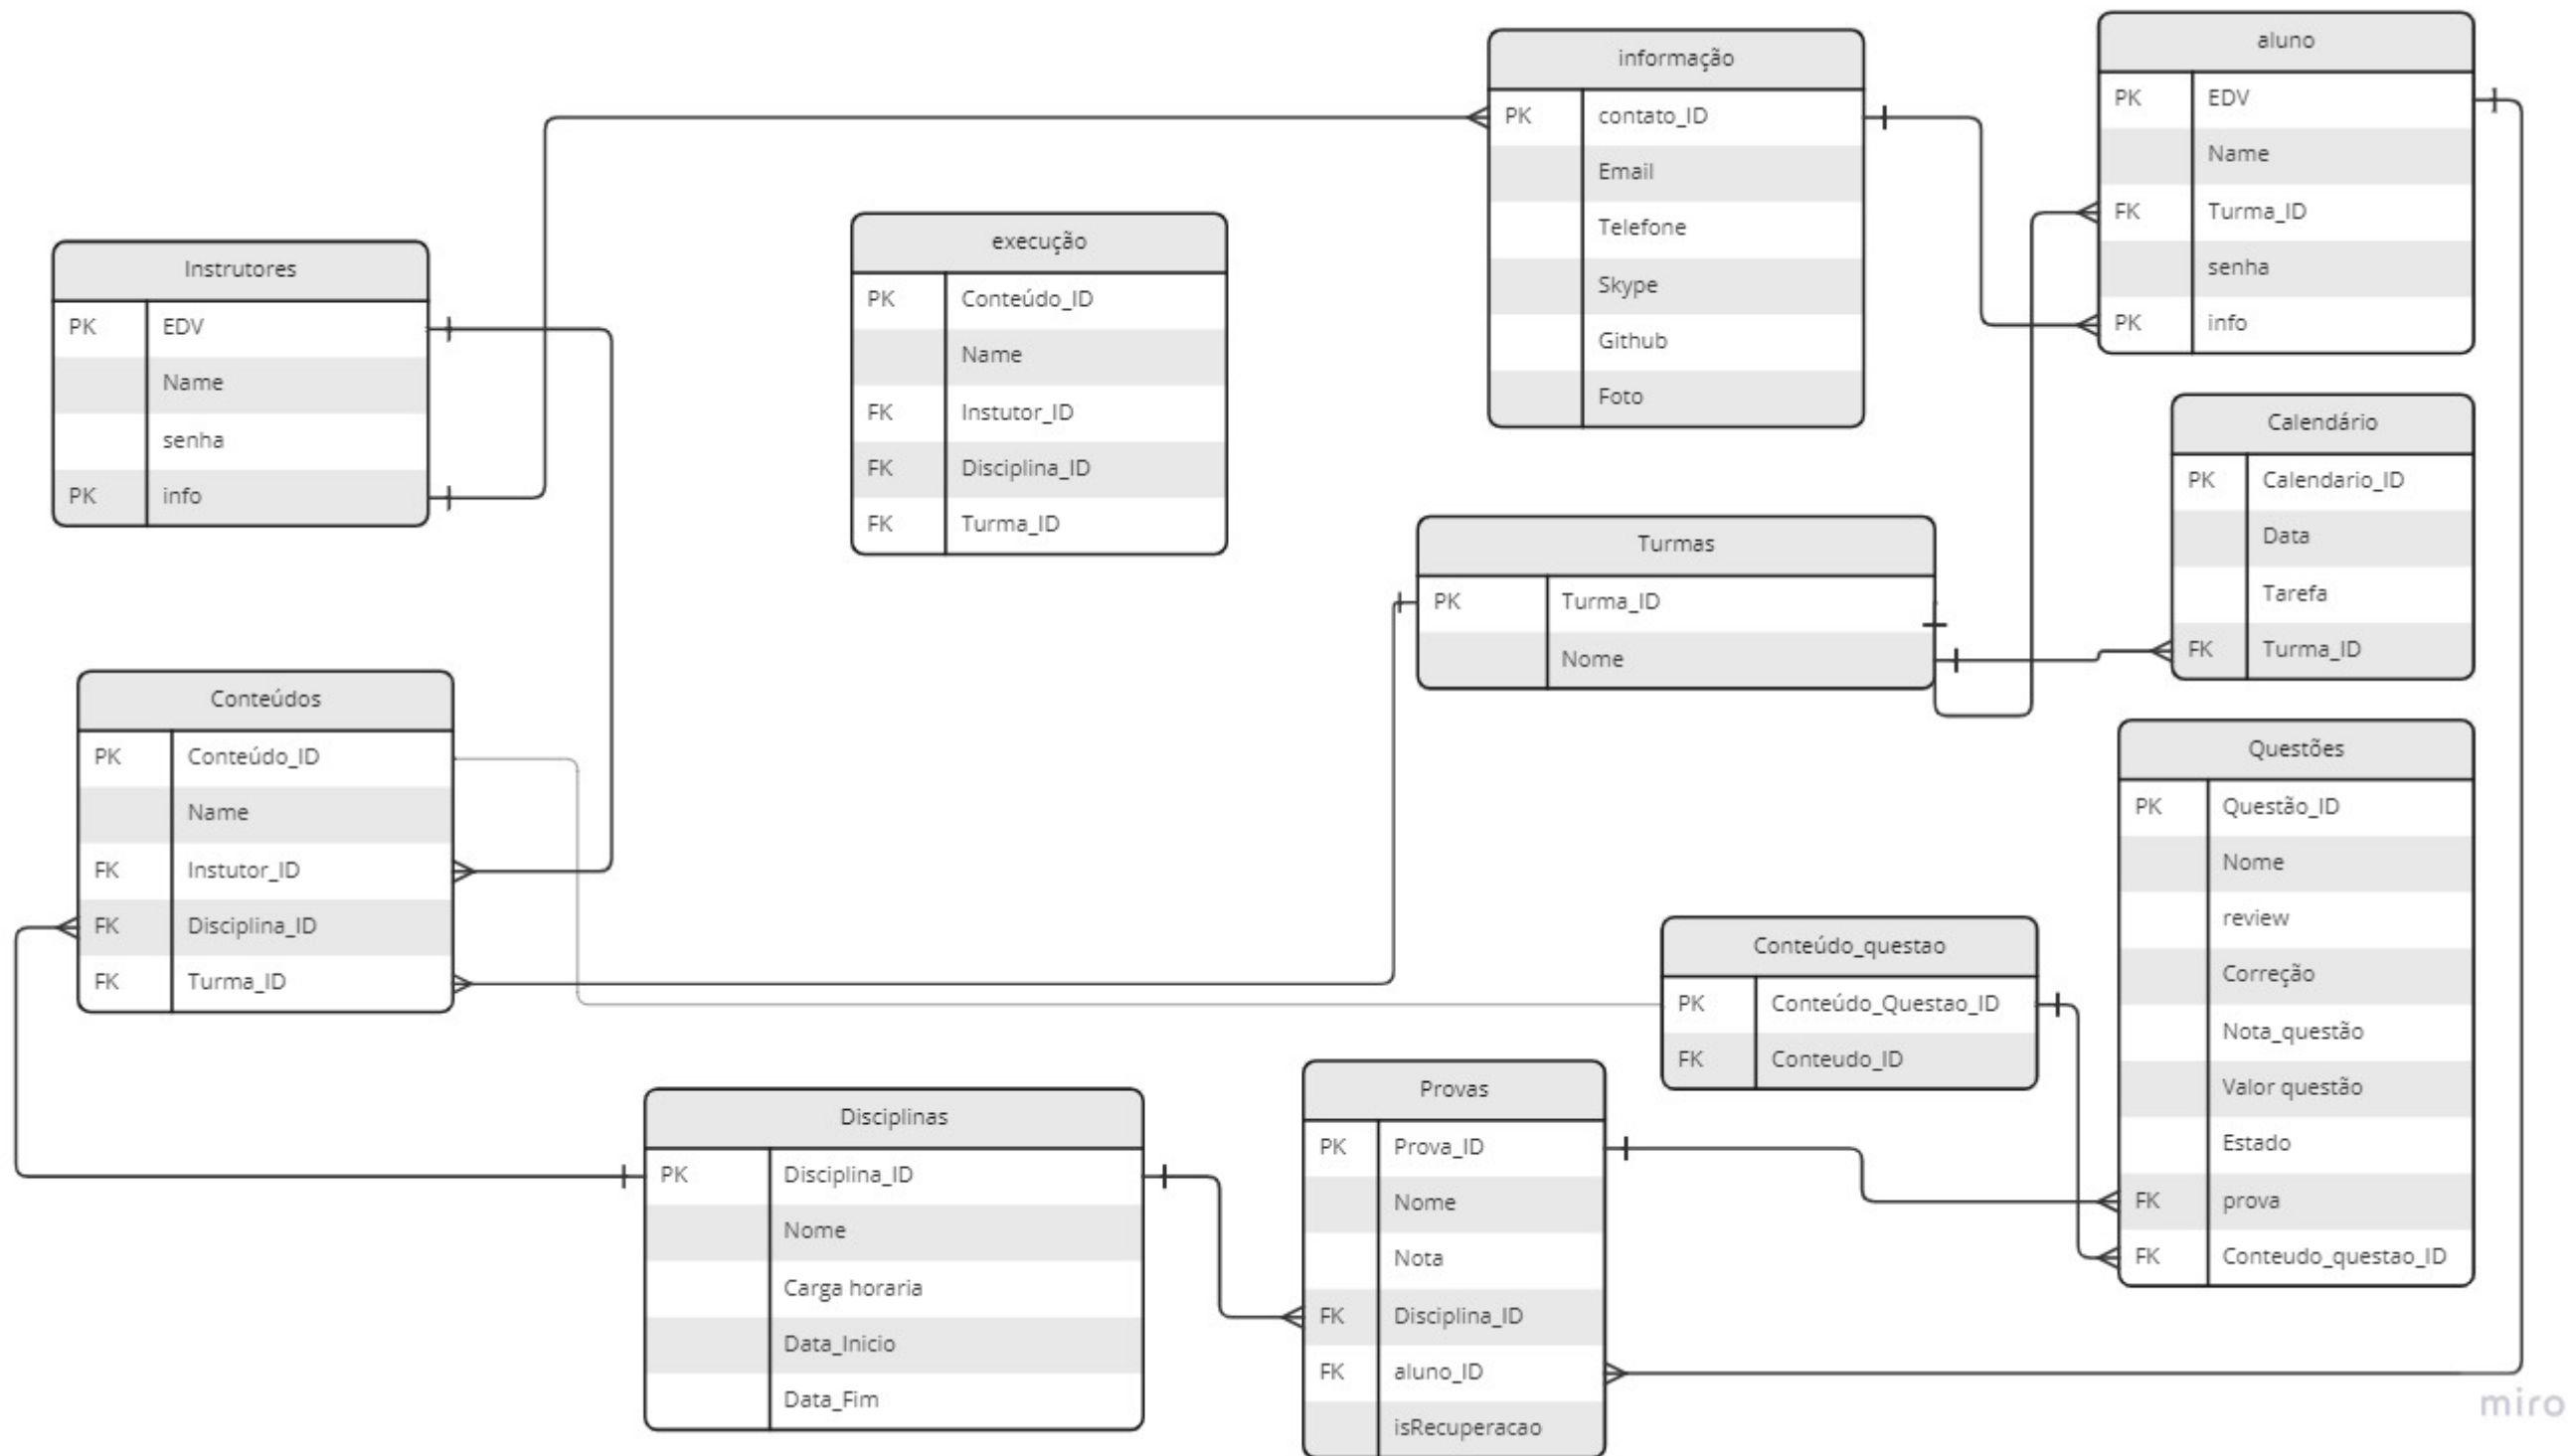 informação
PK contato_ID
Email
Telefone
Skype
Github
Foto
aluno
PK EDV
Name
FK Turma_ID
senha
PK info
Instrutores
PK EDV
Name
senha
PK info
execução
PK Conteúdo_ID
Name
FK Instutor_ID
FK Disciplina_ID
FK Turma_ID
Calendário
PK Calendario_ID
Data
Tarefa
FK Turma_ID
Turmas
PK Turma_ID
Nome
Conteúdos
PK Conteúdo_ID
Name
FK Instutor_ID
FK Disciplina_ID
FK Turma_ID
Questões
PK Questão_ID
Nome
review
Correção
Nota_questão
Valor questão
Estado
FK prova
FK Conteudo_questao_ID
Conteúdo_questao
PK Conteúdo_Questao_ID
FK Conteudo_ID
Disciplinas
PK Disciplina_ID
Nome
Carga horaria
Data_Inicio
Data_Fim
Provas
PK Prova_ID
Nome
Nota
FK Disciplina_ID
FK aluno_ID
isRecuperacao
miro